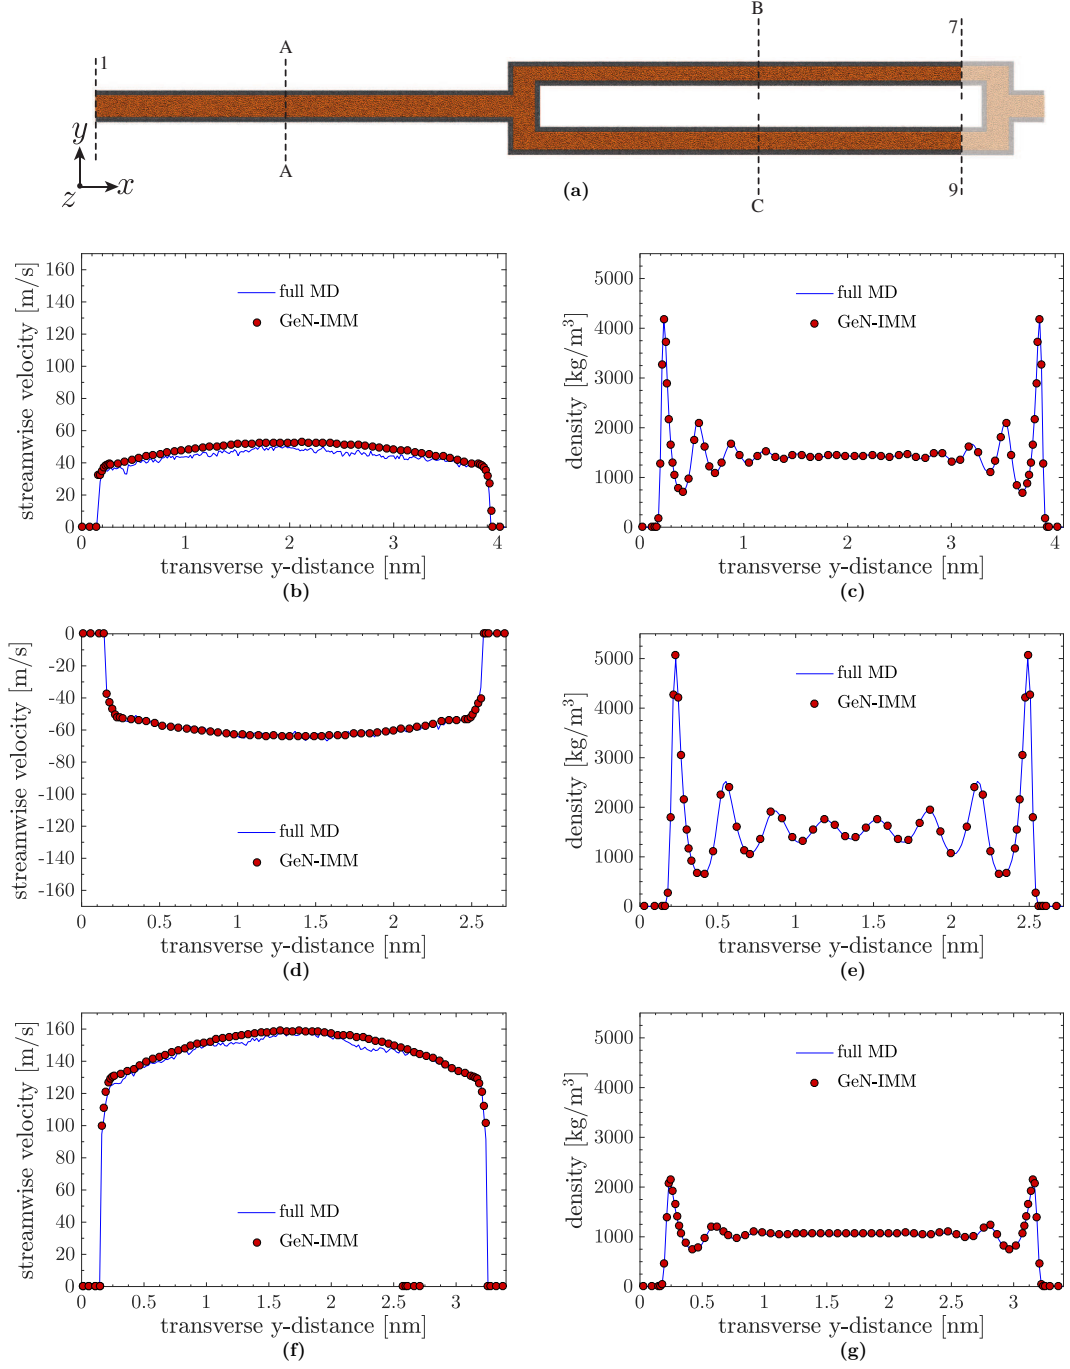 B
7
A
1
y
z
x
A
C
9
(a)
streamwise velocity [m/s]
160
140
120
100
80
60
40
20
0
full MD
GeN-IMM
0 1 2 3 4
transverse y-distance [nm]
(b)
density [kg/m³]
5000
4000
3000
2000
1000
0
full MD
GeN-IMM
0 1 2 3 4
transverse y-distance [nm]
(c)
streamwise velocity [m/s]
0
-20
-40
-60
-80
-100
-120
-140
-160
full MD
GeN-IMM
0 0.5 1 1.5 2 2.5
transverse y-distance [nm]
(d)
density [kg/m³]
5000
4000
3000
2000
1000
0
full MD
GeN-IMM
0 0.5 1 1.5 2 2.5
transverse y-distance [nm]
(e)
streamwise velocity [m/s]
160
140
120
100
80
60
40
20
0
full MD
GeN-IMM
0 0.5 1 1.5 2 2.5 3
transverse y-distance [nm]
(f)
density [kg/m³]
5000
4000
3000
2000
1000
0
full MD
GeN-IMM
0 0.5 1 1.5 2 2.5 3
transverse y-distance [nm]
(g)